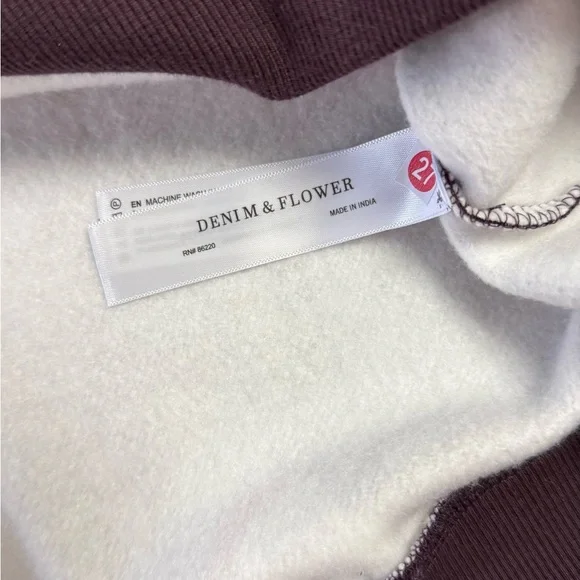 EN MACHINE WASH
DENIM & FLOWER
RN# 86220
MADE IN INDIA
21